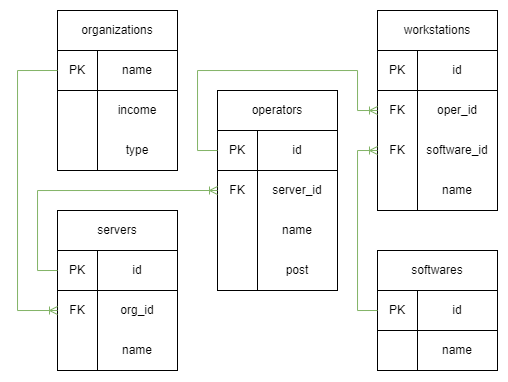 organizations
PK name
income
type
servers
PK id
FK org_id
name
operators
PK id
FK server_id
name
post
workstations
PK id
FK oper_id
FK software_id
name
softwares
PK id
name